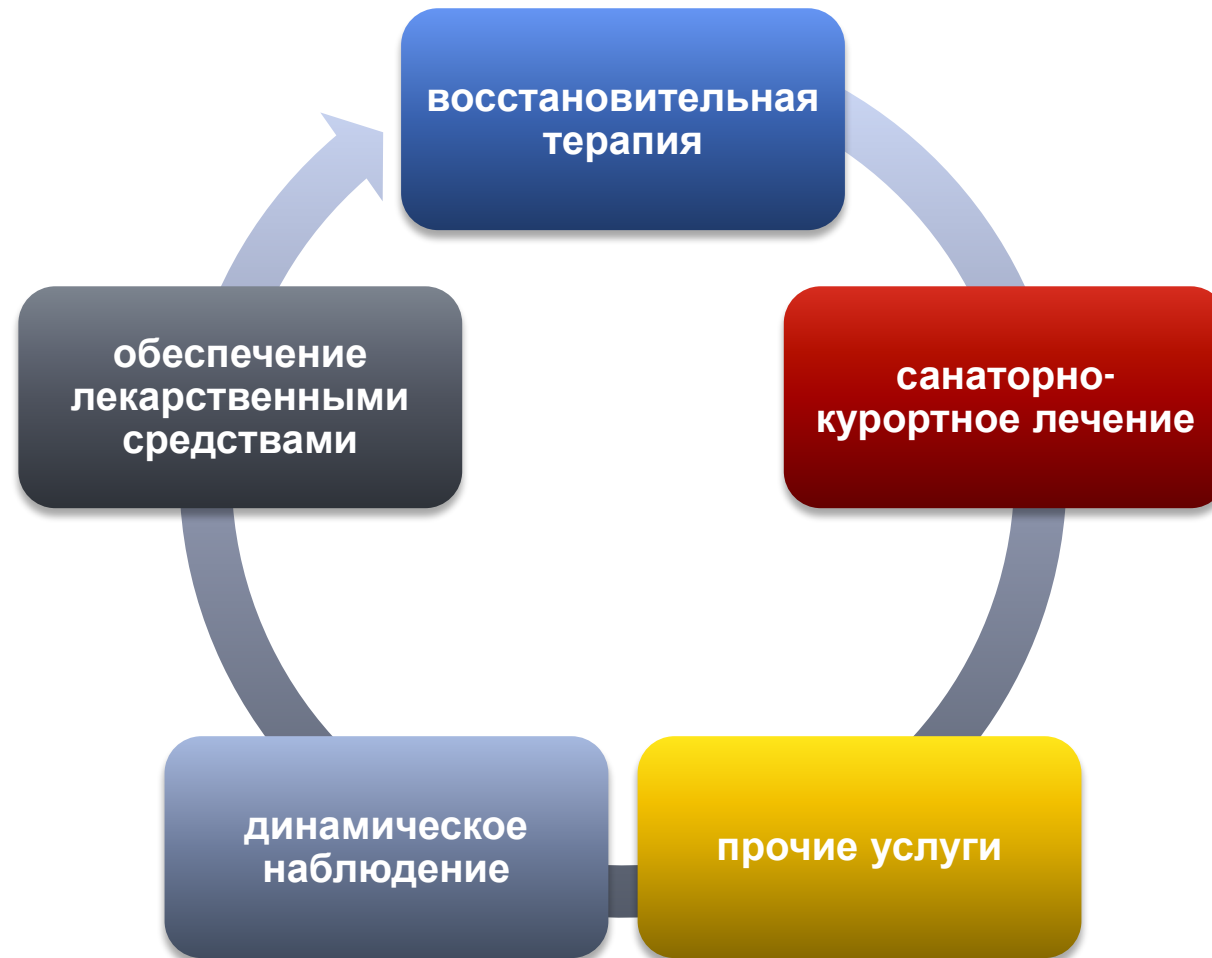 восстановительная
терапия
обеспечение
лекарственными
средствами
санаторно-
курортное лечение
динамическое
наблюдение
прочие услуги